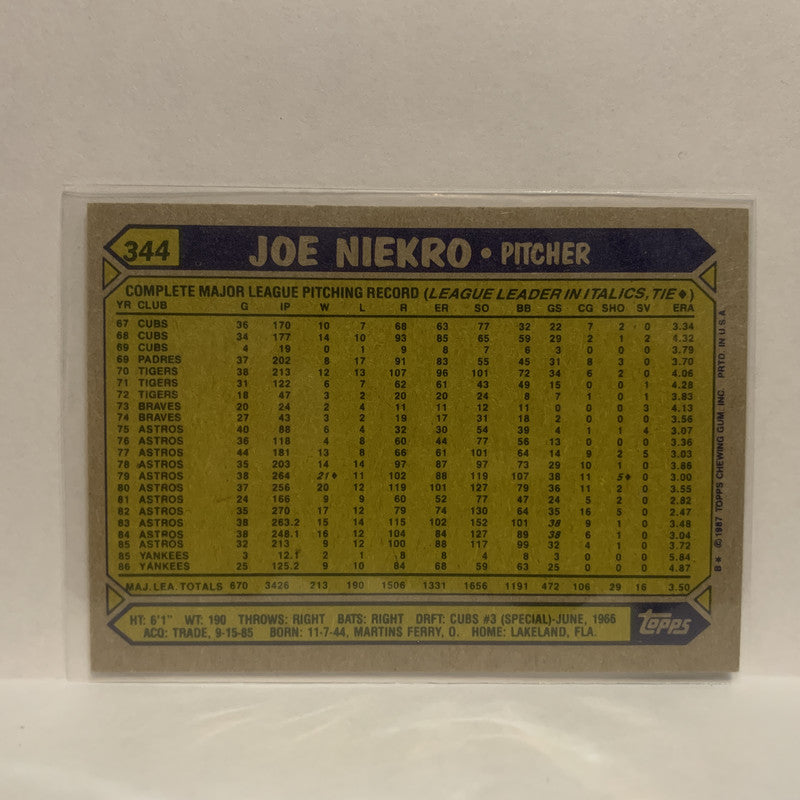 344 JOE NIEKRO • PITCHER
COMPLETE MAJOR LEAGUE PITCHING RECORD (LEAGUE LEADER IN ITALICS, TIE ♦)
YR CLUB G IP W L R ER SO BB GS CG SHO SV ERA
67 CUBS 36 170 10 7 68 63 77 32 22 7 2 0 3.34
68 CUBS 34 177 14 10 93 85 65 59 29 2 1 2 4.32
69 CUBS 4 19 0 1 9 8 7 6 3 0 0 0 3.79
69 PADRES 37 202 8 17 91 83 55 45 31 8 3 0 3.70
70 TIGERS 38 213 12 13 107 96 101 72 34 6 2 0 4.06
71 TIGERS 31 122 6 7 62 61 43 49 15 0 0 1 4.28
72 TIGERS 18 47 3 2 20 20 24 8 7 1 0 1 3.83
73 BRAVES 20 24 2 4 11 11 12 11 0 0 0 3 4.13
74 BRAVES 27 43 3 2 19 17 31 18 2 0 0 0 3.56
75 ASTROS 40 88 6 4 32 30 54 39 4 1 1 4 3.07
76 ASTROS 36 118 4 8 60 44 77 56 13 0 0 0 3.36
77 ASTROS 44 181 13 8 66 61 101 64 14 9 2 5 3.03
78 ASTROS 35 203 14 14 97 87 97 73 29 10 1 0 3.86
79 ASTROS 38 264 21♦ 11 102 88 119 107 38 11 5♦ 0 3.00
80 ASTROS 37 256 20 12 119 101 127 79 36 11 2 0 3.55
81 ASTROS 24 166 9 9 60 52 77 47 24 5 2 0 2.82
82 ASTROS 35 270 17 12 79 74 130 64 35 16 5 0 2.47
83 ASTROS 38 263.2 15 14 115 102 152 101 38 9 1 0 3.48
84 ASTROS 38 248.1 16 12 104 84 127 89 38 6 1 0 3.04
85 ASTROS 32 213 9 12 100 88 117 99 32 4 1 0 3.72
85 YANKEES 3 12.1 2 1 8 8 4 8 3 0 0 0 5.84
86 YANKEES 25 125.2 9 10 84 68 59 63 25 0 0 0 4.87
MAJ. LEA. TOTALS 670 3426 213 190 1506 1331 1656 1191 472 106 29 16 3.50
HT: 6'1" WT: 190 THROWS: RIGHT BATS: RIGHT DRFT: CUBS #3 (SPECIAL)-JUNE, 1966
ACQ: TRADE, 9-15-85 BORN: 11-7-44, MARTINS FERRY, O. HOME: LAKELAND, FLA.
TOPPS
B* ©1987 TOPPS CHEWING GUM, INC. PRTD. IN U.S.A.